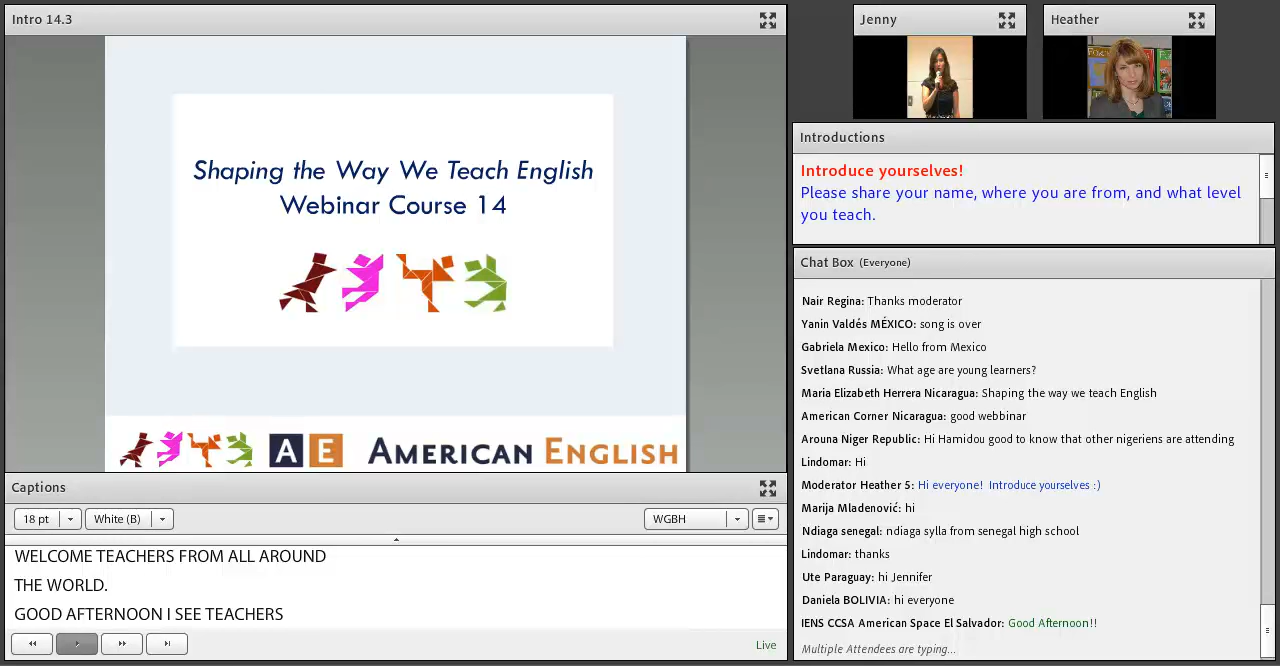 Intro 14.3
Shaping the Way We Teach English
Webinar Course 14
AE AMERICAN ENGLISH
Captions
18 pt
White (B)
WGBH
WELCOME TEACHERS FROM ALL AROUND
THE WORLD.
GOOD AFTERNOON I SEE TEACHERS
Live
Jenny
Heather
Introductions
Introduce yourselves!
Please share your name, where you are from, and what level
you teach.
Chat Box (Everyone)
Nair Regina: Thanks moderator
Yanin Valdés MÉXICO: song is over
Gabriela Mexico: Hello from Mexico
Svetlana Russia: What age are young learners?
Maria Elizabeth Herrera Nicaragua: Shaping the way we teach English
American Corner Nicaragua: good webbinar
Arouna Niger Republic: Hi Hamidou good to know that other nigeriens are attending
Lindomar: Hi
Moderator Heather 5: Hi everyone! Introduce yourselves :)
Marija Mladenović: hi
Ndiaga senegal: ndiaga sylla from senegal high school
Lindomar: thanks
Ute Paraguay: hi Jennifer
Daniela BOLIVIA: hi everyone
IENS CCSA American Space El Salvador: Good Afternoon!!
Multiple Attendees are typing...